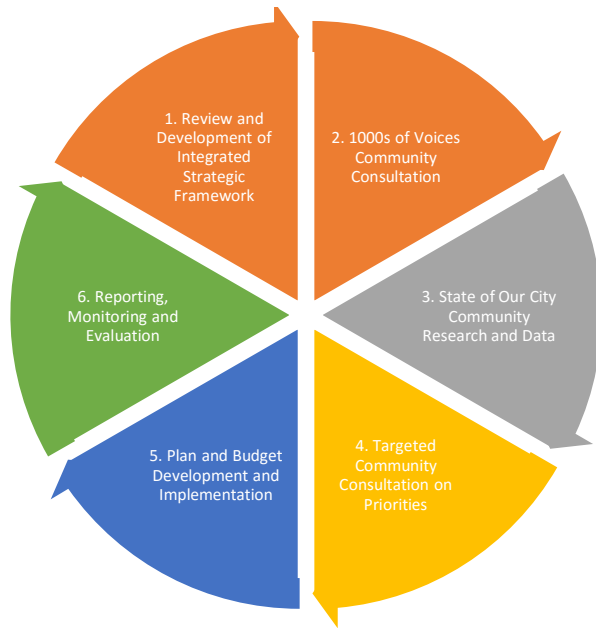 1. Review and
Development of
Integrated
Strategic
Framework
2. 1000s of Voices
Community
Consultation
3. State of Our City
Community
Research and Data
4. Targeted
Community
Consultation on
Priorities
5. Plan and Budget
Development and
Implementation
6. Reporting,
Monitoring and
Evaluation